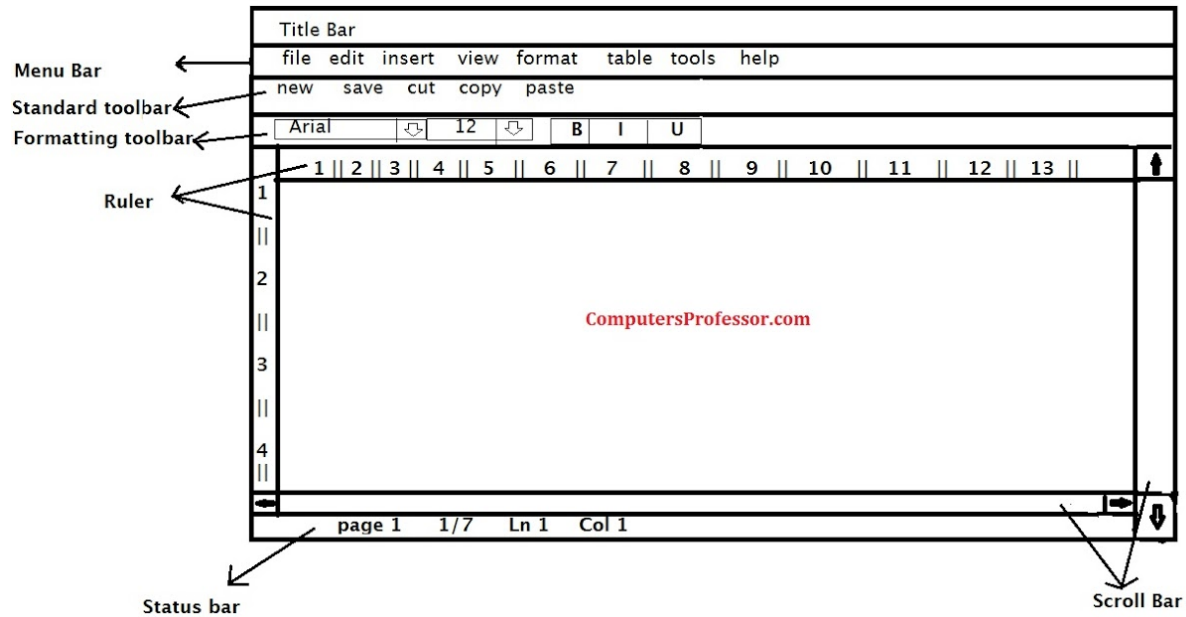 Title Bar
file edit insert view format table tools help
Menu Bar
new save cut copy paste
Standard toolbar
Arial 12 B I U
Formatting toolbar
1 || 2 || 3 || 4 || 5 || 6 || 7 || 8 || 9 || 10 || 11 || 12 || 13 ||
Ruler
1
||
2
||
3
||
4
||
ComputersProfessor.com
page 1 1/7 Ln 1 Col 1
Status bar
Scroll Bar